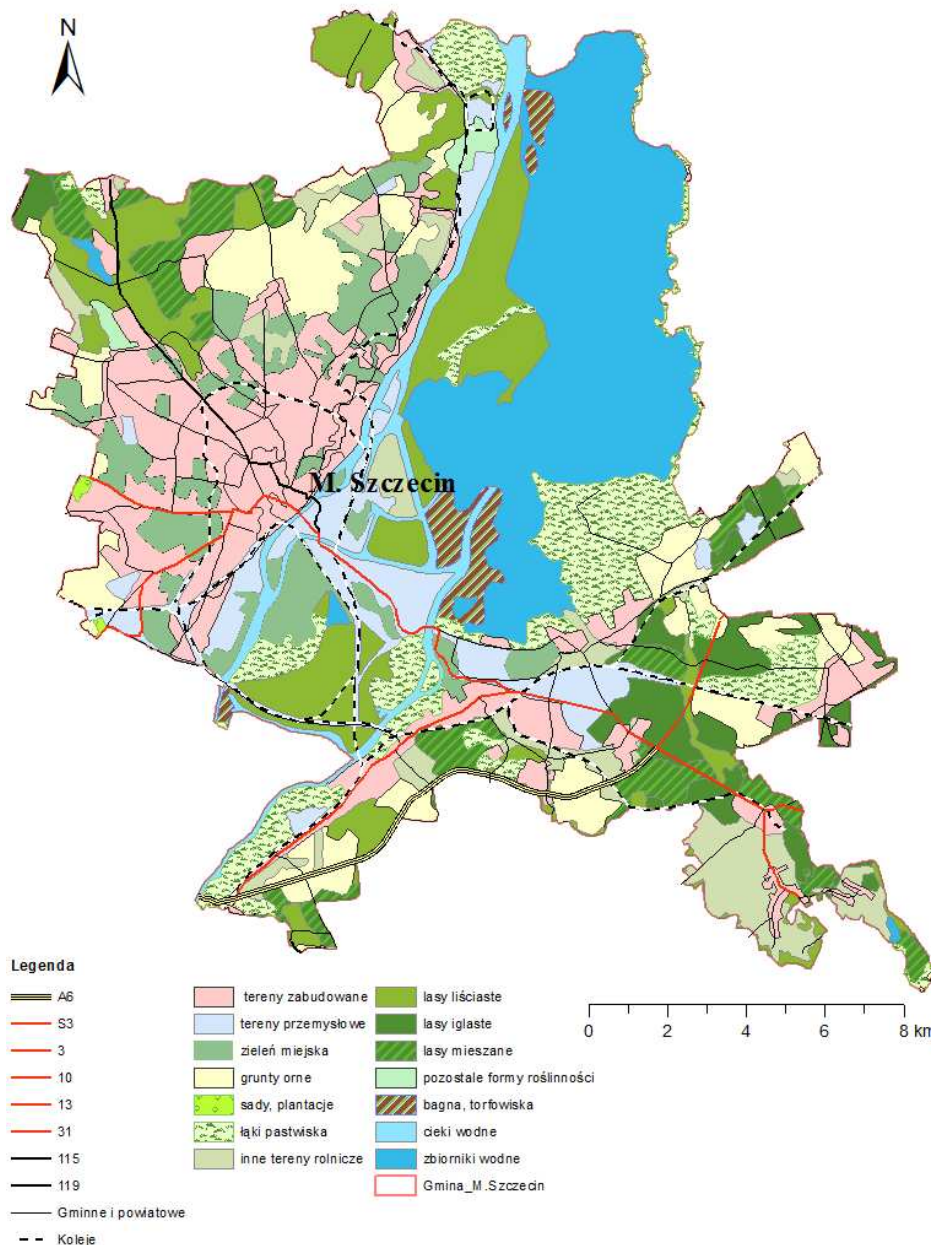 N
M. Szczecin
Legenda
A6
S3
3
10
13
31
115
119
Gminne i powiatowe
Koleje
tereny zabudowane
tereny przemysłowe
zieleń miejska
grunty orne
sady, plantacje
łąki pastwiska
inne tereny rolnicze
lasy liściaste
lasy iglaste
lasy mieszane
pozostałe formy roślinności
bagna, torfowiska
cieki wodne
zbiorniki wodne
Gmina_M.Szczecin
0 2 4 6 8 km